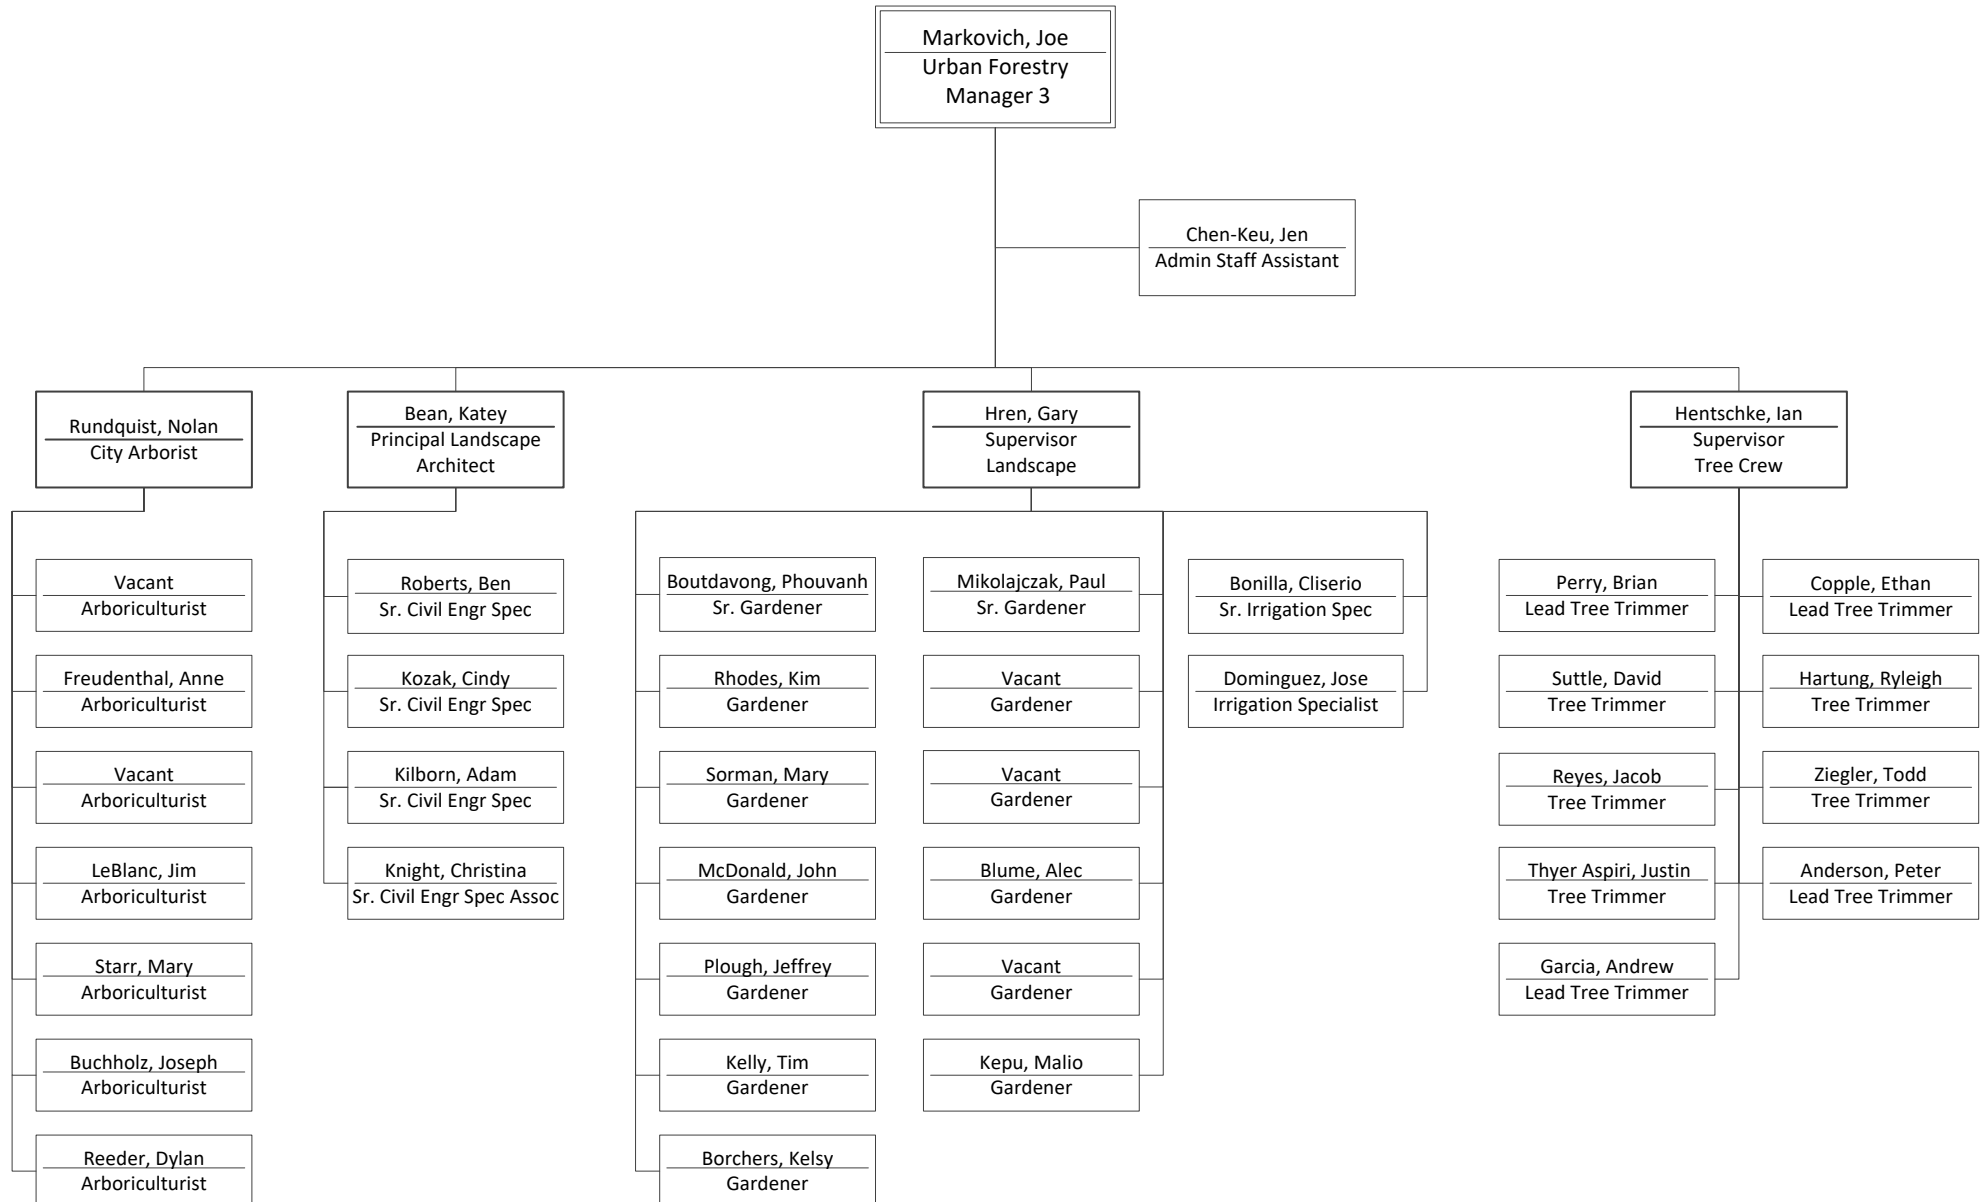 Markovich, Joe
Urban Forestry
Manager 3
Chen-Keu, Jen
Admin Staff Assistant
Rundquist, Nolan
City Arborist
Bean, Katey
Principal Landscape
Architect
Hren, Gary
Supervisor
Landscape
Hentschke, Ian
Supervisor
Tree Crew
Vacant
Arboriculturist
Freudenthal, Anne
Arboriculturist
Vacant
Arboriculturist
LeBlanc, Jim
Arboriculturist
Starr, Mary
Arboriculturist
Buchholz, Joseph
Arboriculturist
Reeder, Dylan
Arboriculturist
Roberts, Ben
Sr. Civil Engr Spec
Kozak, Cindy
Sr. Civil Engr Spec
Kilborn, Adam
Sr. Civil Engr Spec
Knight, Christina
Sr. Civil Engr Spec Assoc
Boutdavong, Phouvanh
Sr. Gardener
Rhodes, Kim
Gardener
Sorman, Mary
Gardener
McDonald, John
Gardener
Plough, Jeffrey
Gardener
Kelly, Tim
Gardener
Borchers, Kelsy
Gardener
Mikolajczak, Paul
Sr. Gardener
Vacant
Gardener
Vacant
Gardener
Blume, Alec
Gardener
Vacant
Gardener
Kepu, Malio
Gardener
Bonilla, Cliserio
Sr. Irrigation Spec
Dominguez, Jose
Irrigation Specialist
Perry, Brian
Lead Tree Trimmer
Suttle, David
Tree Trimmer
Reyes, Jacob
Tree Trimmer
Thyer Aspiri, Justin
Tree Trimmer
Garcia, Andrew
Lead Tree Trimmer
Copple, Ethan
Lead Tree Trimmer
Hartung, Ryleigh
Tree Trimmer
Ziegler, Todd
Tree Trimmer
Anderson, Peter
Lead Tree Trimmer